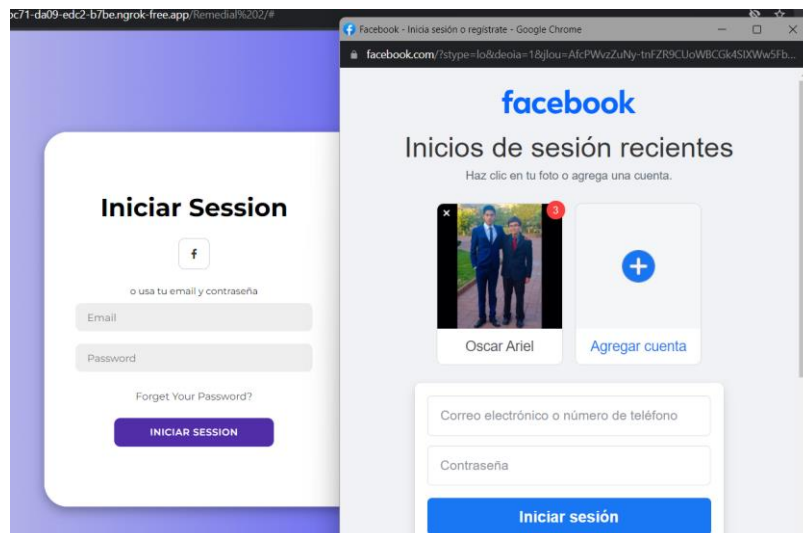 c71-da09-edc2-b7be.ngrok-free.app/Remedial%202/#
Iniciar Session
f
o usa tu email y contraseña
Email
Password
Forget Your Password?
INICIAR SESSION
Facebook - Inicia sesión o regístrate - Google Chrome
facebook.com/?stype=lo&deoia=1&jlou=AfcPWvzZuNy-tnFZR9CUoWBCGk4SIXWw5Fb...
facebook
Inicios de sesión recientes
Haz clic en tu foto o agrega una cuenta.
3
Oscar Ariel
Agregar cuenta
Correo electrónico o número de teléfono
Contraseña
Iniciar sesión